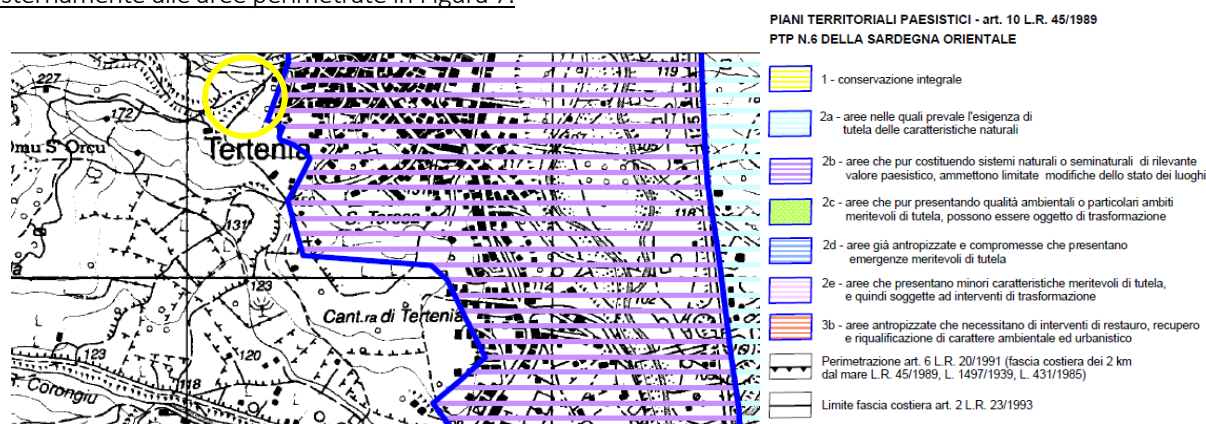 sternamente alle aree perimetrate in Figura 7.
PIANI TERRITORIALI PAESISTICI - art. 10 L.R. 45/1989
PTP N.6 DELLA SARDEGNA ORIENTALE
1 - conservazione integrale
2a - aree nelle quali prevale l'esigenza di
tutela delle caratteristiche naturali
2b - aree che pur costituendo sistemi naturali o seminaturali di rilevante
valore paesistico, ammettono limitate modifiche dello stato dei luoghi
2c - aree che pur presentando qualità ambientali o particolari ambiti
meritevoli di tutela, possono essere oggetto di trasformazione
2d - aree già antropizzate e compromesse che presentano
emergenze meritevoli di tutela
2e - aree che presentano minori caratteristiche meritevoli di tutela,
e quindi soggette ad interventi di trasformazione
3b - aree antropizzate che necessitano di interventi di restauro, recupero
e riqualificazione di carattere ambientale ed urbanistico
Perimetrazione art. 6 L.R. 20/1991 (fascia costiera dei 2 km
dal mare L.R. 45/1989, L. 1497/1939, L. 431/1985)
Limite fascia costiera art. 2 L.R. 23/1993
227
119
172
Tertenia
S. Teresa
118
131
123
102
Cant.ra di Tertenia
123
120
118
Corongiu